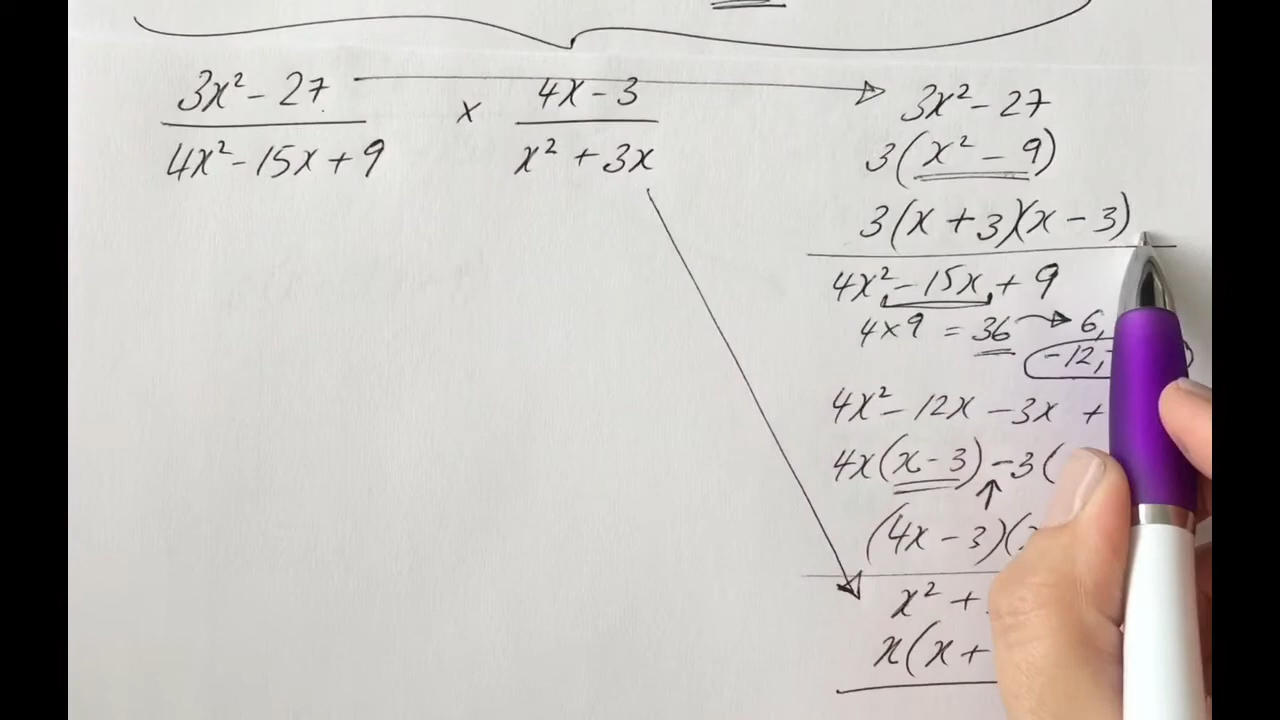 3x² - 27 × 4x - 3
4x² - 15x + 9 x² + 3x
3x² - 27
3(x² - 9)
3(x + 3)(x - 3)
4x² - 15x + 9
4 × 9 = 36 → 6,
-12,
4x² - 12x - 3x +
4x(x - 3) - 3(
(4x - 3)(
x² +
x(x +